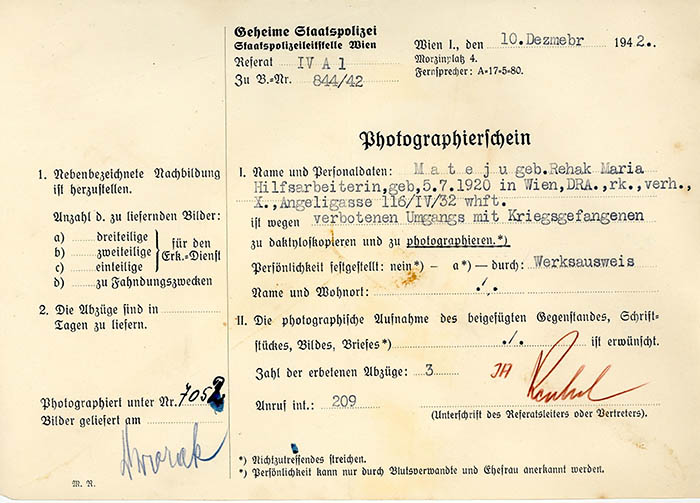 Geheime Staatspolizei
Staatspolizeileitstelle Wien
Referat IV A 1
Zu B.=Nr. 844/42
Wien I., den 10.Dezmebr 1942..
Morzinplatz 4.
Fernsprecher: A=17=5=80.
Photographierschein
1. Nebenbezeichnete Nachbildung
ist herzustellen.
Anzahl d. zu liefernden Bilder:
a) dreiteilige
b) zweiteilige
c) einteilige
für den
Erk.=Dienst
d) zu Fahndungszwecken
2. Die Abzüge sind in
Tagen zu liefern.
Photographiert unter Nr. 7052
Bilder geliefert am
Dworak
M. R.
I. Name und Personaldaten: M a t e j u geb.Rehak Maria
Hilfsarbeiterin,geb,5.7.1920 in Wien,DRA.,rk.,verh.,
X.,Angeligasse 116/IV/32 whft.
ist wegen verbotenen Umgangs mit Kriegsgefangenen
zu daktyloskopieren und zu photographieren.*)
Persönlichkeit festgestellt: nein*) — a*) — durch: Werksausweis
Name und Wohnort: ./.
II. Die photographische Aufnahme des beigefügten Gegenstandes, Schrift=
stückes, Bildes, Briefes*) ./. ist erwünscht.
Zahl der erbetenen Abzüge: 3
Anruf int.: 209
(Unterschrift des Referatsleiters oder Vertreters).
*) Nichtzutreffendes streichen.
*) Persönlichkeit kann nur durch Blutsverwandte und Ehefrau anerkannt werden.